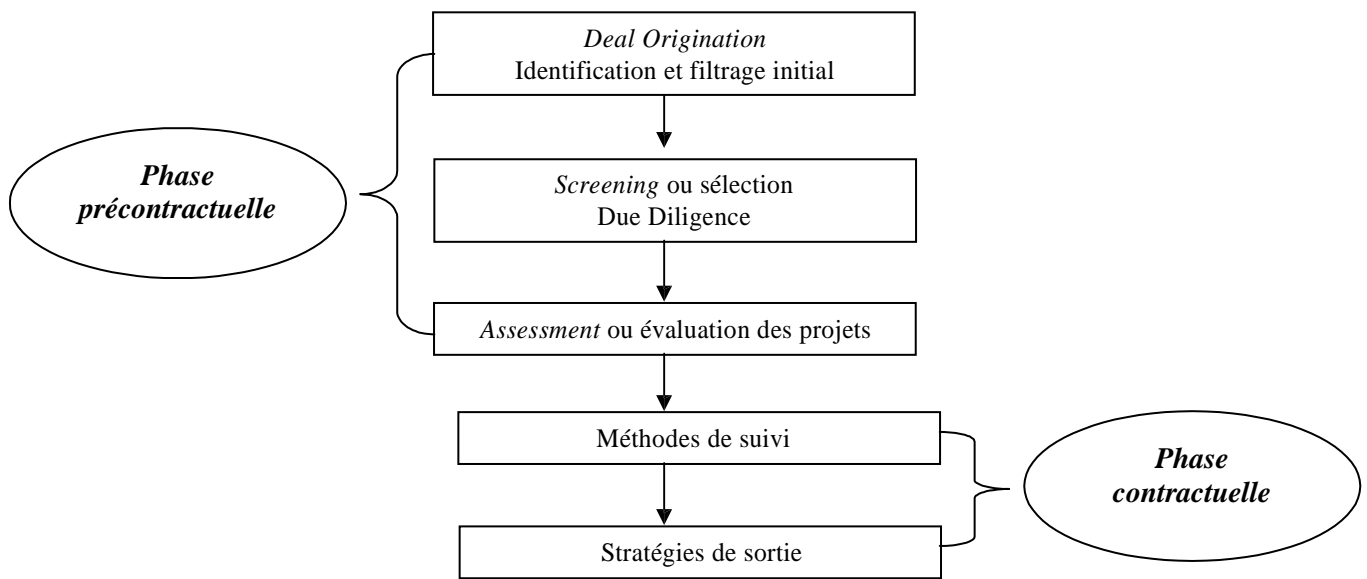 Deal Origination
Identification et filtrage initial
Phase
précontractuelle
Screening ou sélection
Due Diligence
Assessment ou évaluation des projets
Méthodes de suivi
Phase
contractuelle
Stratégies de sortie